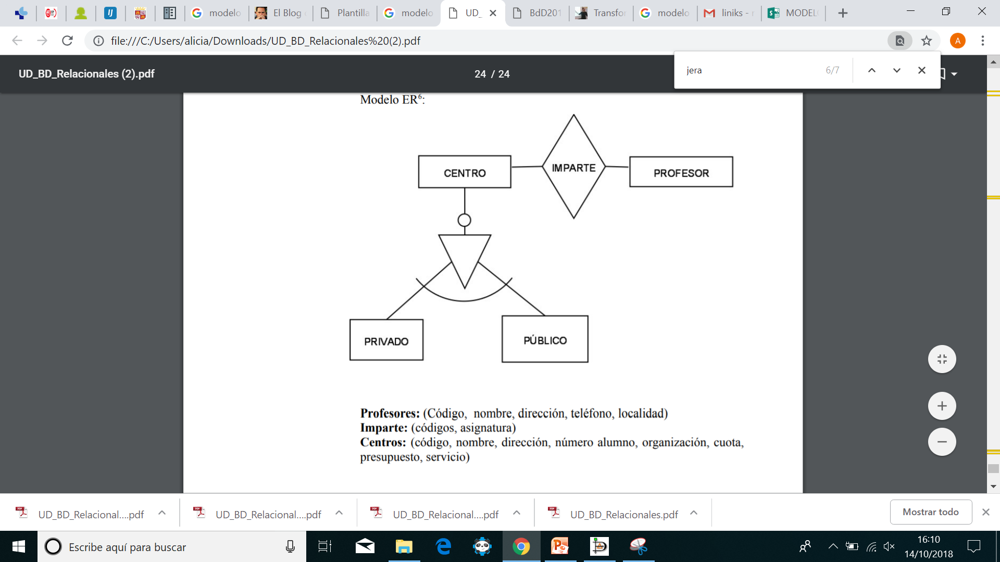 modelo
El Blog
Plantilla
modelo
UD_
BdD201
Transfor
modelo
liniks - r
MODEL
file:///C:/Users/alicia/Downloads/UD_BD_Relacionales%20(2).pdf
A
UD_BD_Relacionales (2).pdf
24 / 24
jera
6/7
Modelo ER⁶:
CENTRO
IMPARTE
PROFESOR
PRIVADO
PÚBLICO
Profesores: (Código, nombre, dirección, teléfono, localidad)
Imparte: (códigos, asignatura)
Centros: (código, nombre, dirección, número alumno, organización, cuota,
presupuesto, servicio)
UD_BD_Relacional....pdf
UD_BD_Relacional....pdf
UD_BD_Relacional....pdf
UD_BD_Relacionales.pdf
Mostrar todo
Escribe aquí para buscar
16:10
14/10/2018